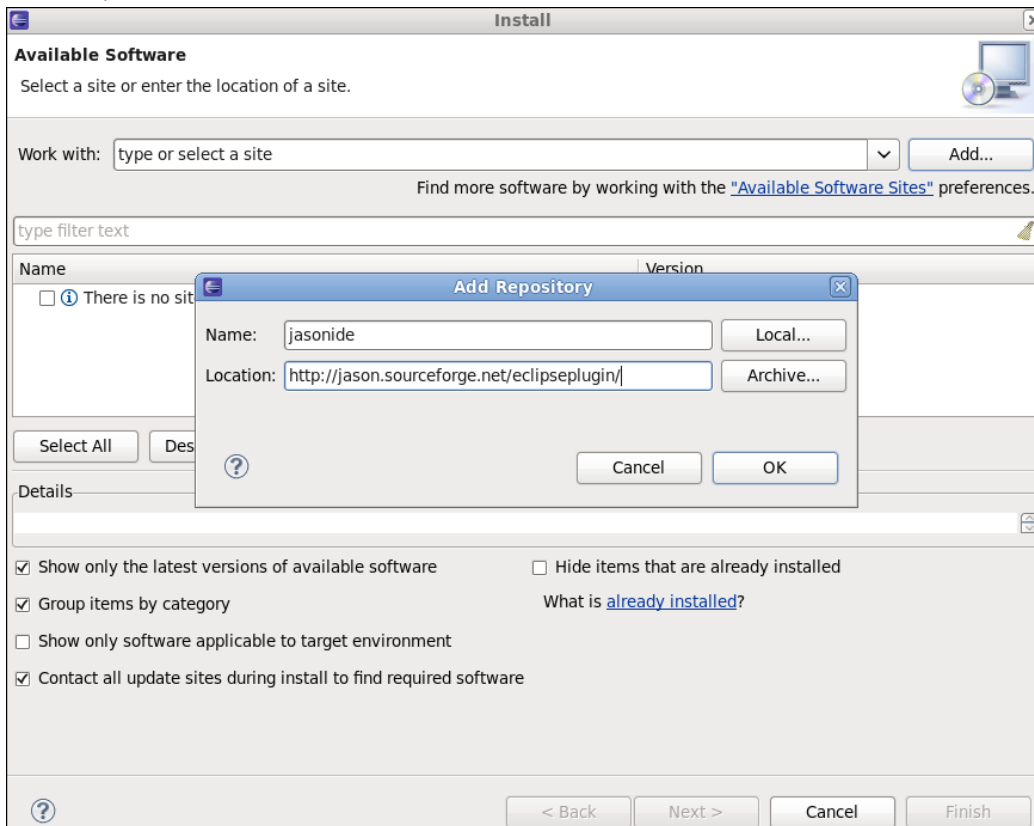 Install
Available Software
Select a site or enter the location of a site.
Work with: type or select a site Add...
Find more software by working with the "Available Software Sites" preferences.
type filter text
Name Version
There is no sit
Add Repository
Name: jasonide Local...
Location: http://jason.sourceforge.net/eclipseplugin/ Archive...
Select All Des
? Cancel OK
Details
Show only the latest versions of available software Hide items that are already installed
Group items by category What is already installed?
Show only software applicable to target environment
Contact all update sites during install to find required software
? < Back Next > Cancel Finish